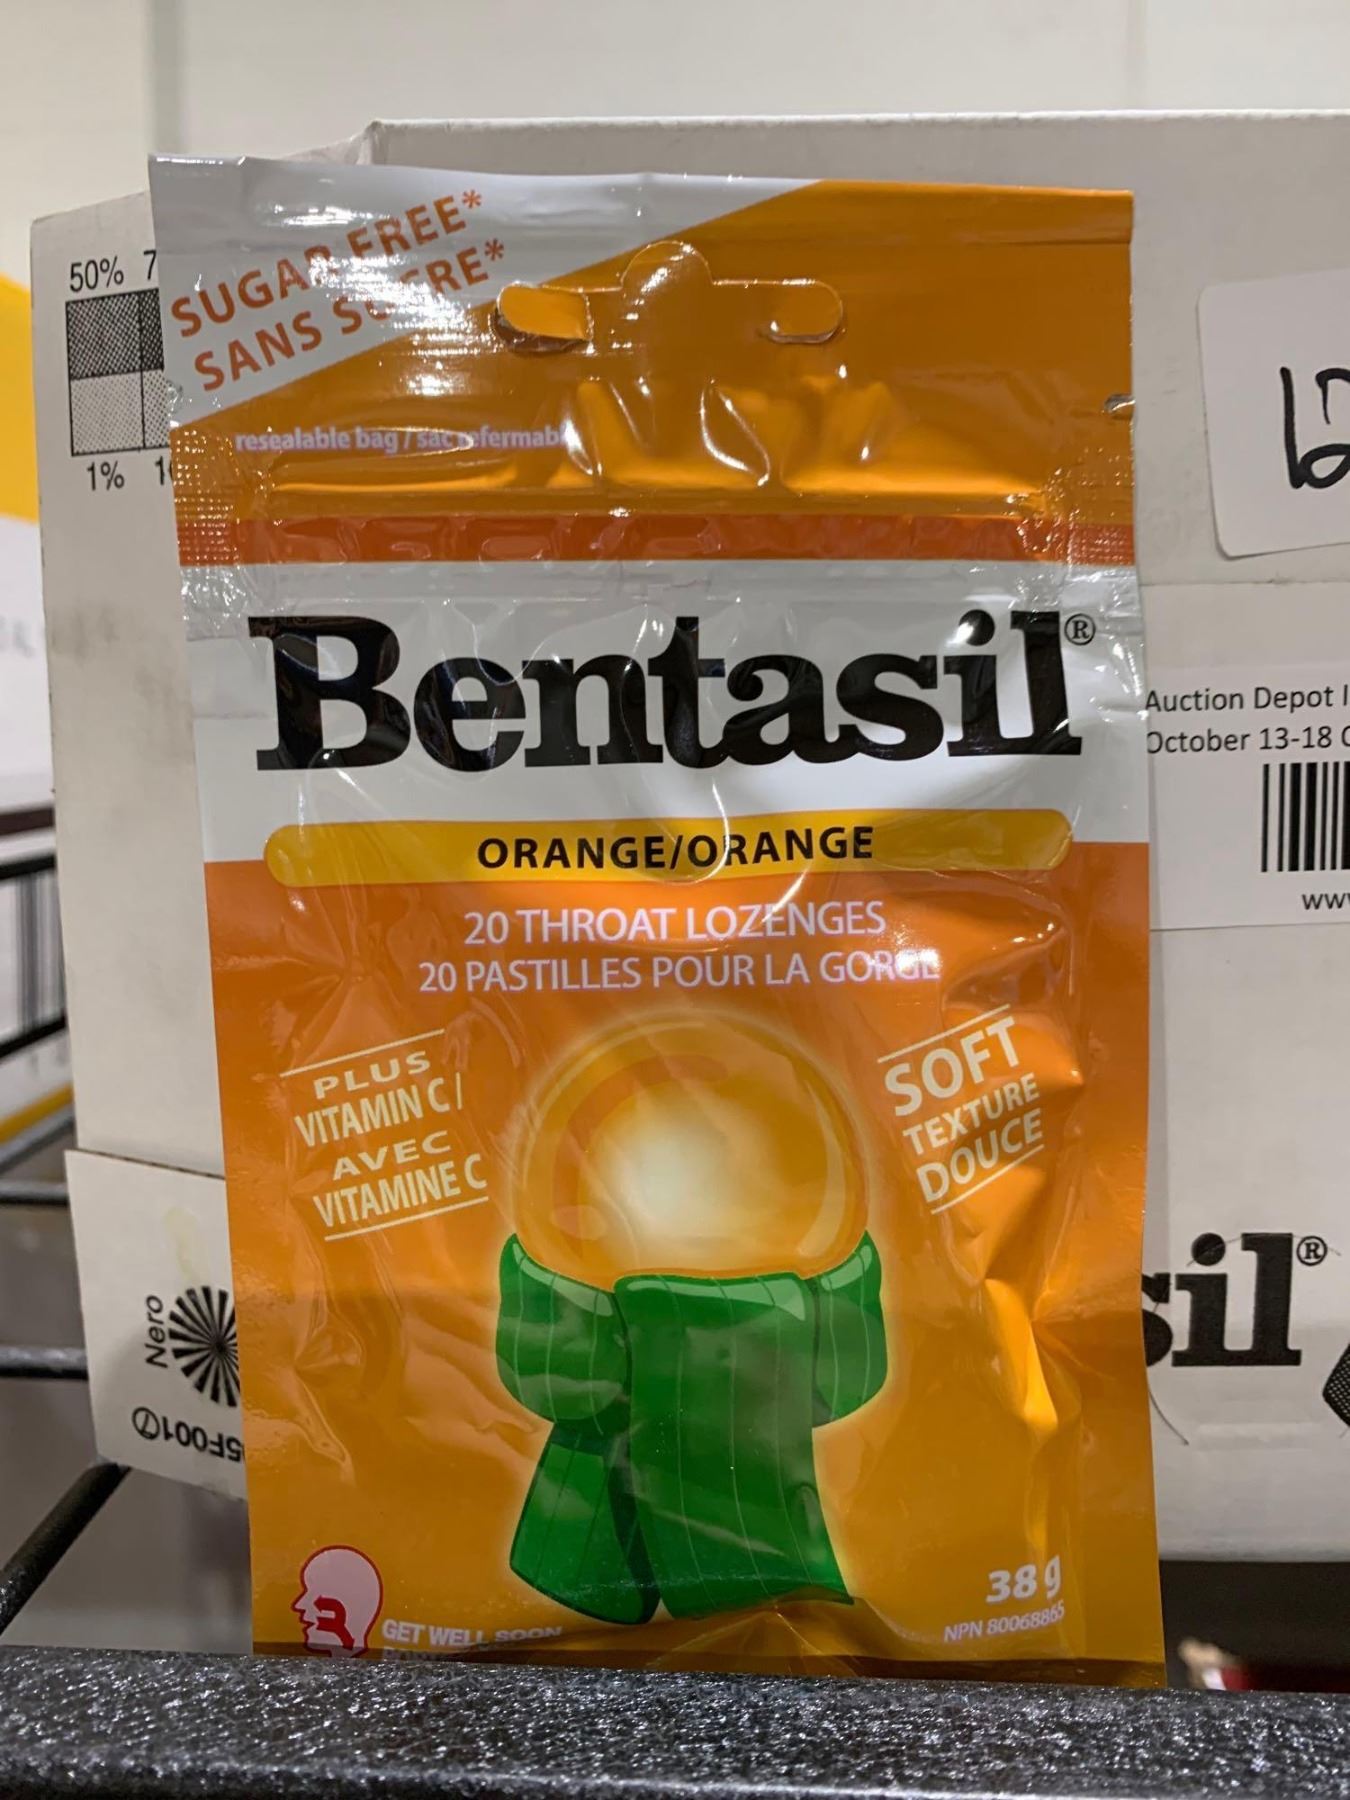 SUGAR FREE*
SANS SUCRE*
resealable bag / sac refermable
Bentasil®
ORANGE/ORANGE
20 THROAT LOZENGES
20 PASTILLES POUR LA GORGE
PLUS
VITAMIN C /
AVEC
VITAMINE C
SOFT
TEXTURE
DOUCE
38 g
NPN 80068865
GET WELL SOON
50%
1%
Nero
Auction Depot
October 13-18
sil®